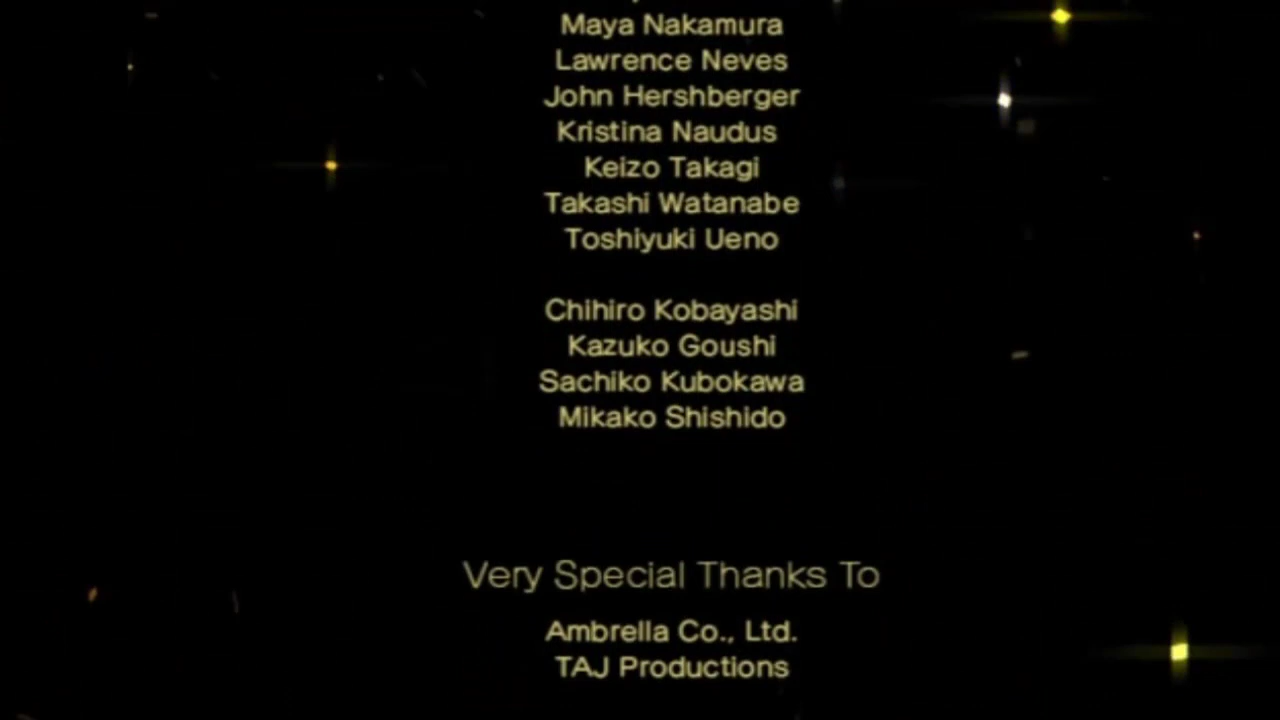 Maya Nakamura
Lawrence Neves
John Hershberger
Kristina Naudus
Keizo Takagi
Takashi Watanabe
Toshiyuki Ueno
Chihiro Kobayashi
Kazuko Goushi
Sachiko Kubokawa
Mikako Shishido
Very Special Thanks To
Ambrella Co., Ltd.
TAJ Productions